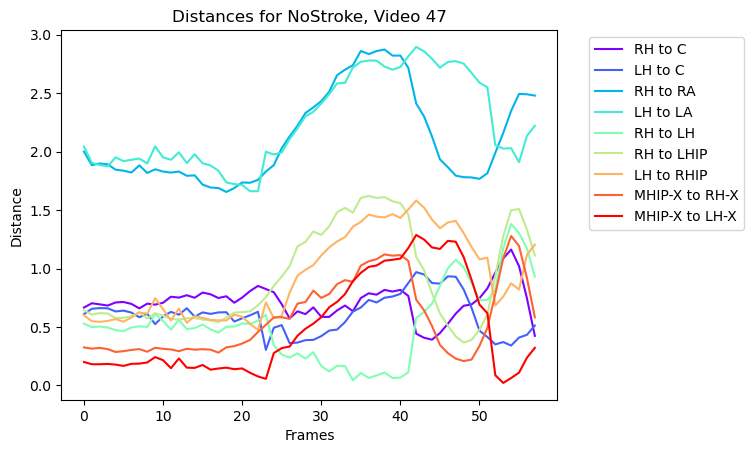 Distances for NoStroke, Video 47
3.0
2.5
2.0
1.5
1.0
0.5
0.0
Distance
0
10
20
30
40
50
Frames
RH to C
LH to C
RH to RA
LH to LA
RH to LH
RH to LHIP
LH to RHIP
MHIP-X to RH-X
MHIP-X to LH-X